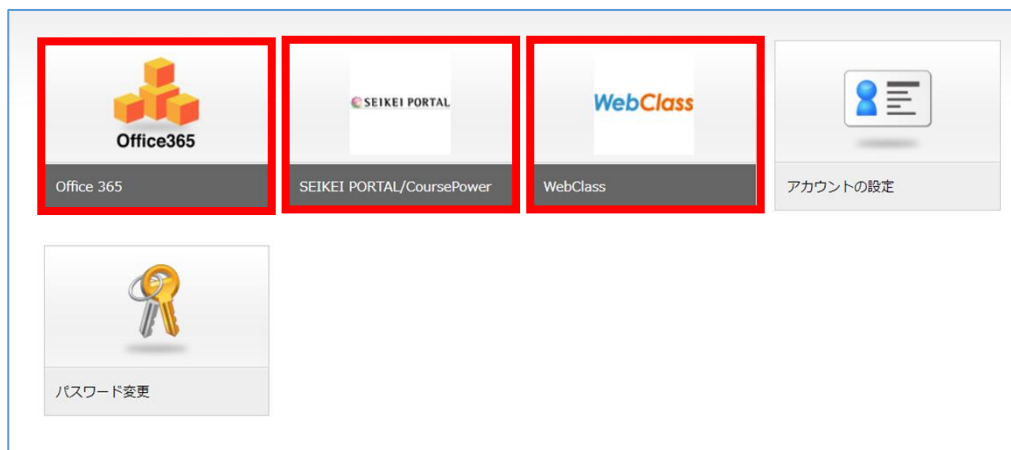 Office365
SEIKEI PORTAL
WebClass
Office 365
SEIKEI PORTAL/CoursePower
WebClass
アカウントの設定
パスワード変更